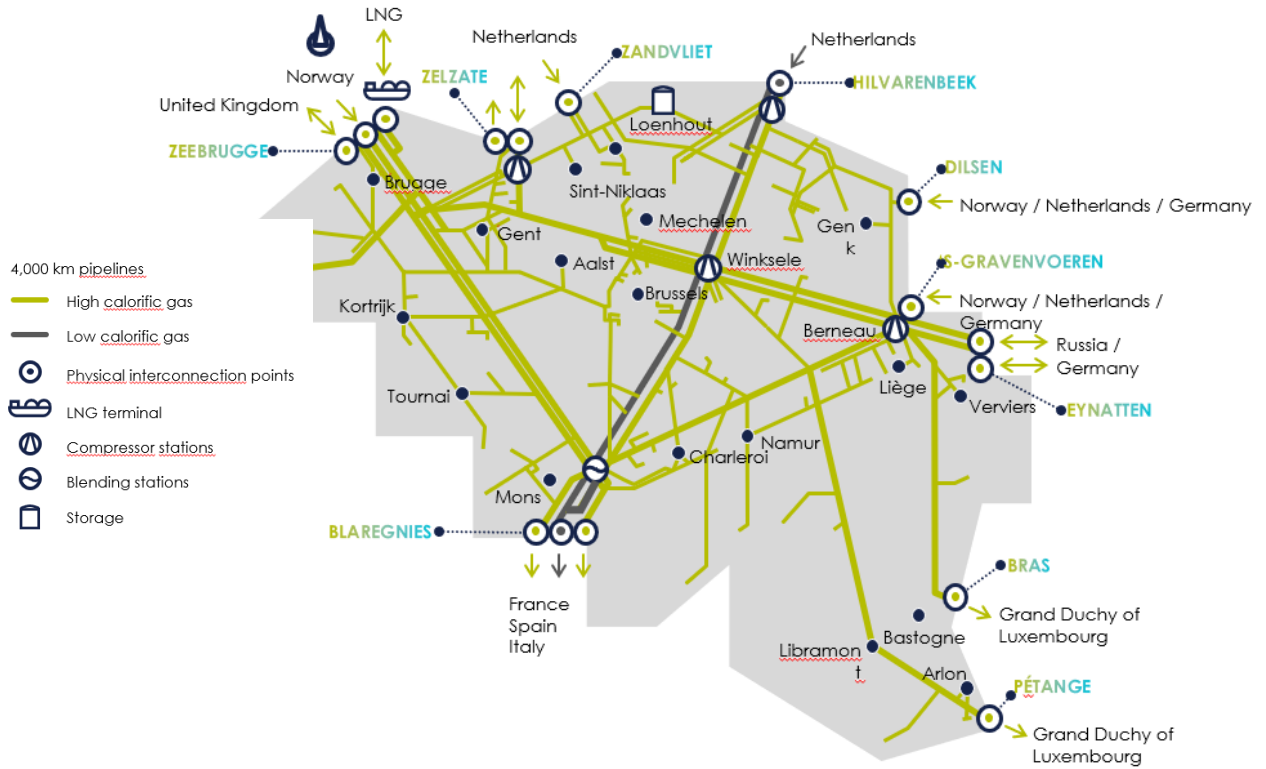 LNG
Netherlands
ZANDVLIET
Netherlands
Norway
ZELZATE
HILVARENBEEK
United Kingdom
Loenhout
ZEEBRUGGE
DILSEN
Brugge
Sint-Niklaas
Norway / Netherlands / Germany
Mechelen
Gen
k
Gent
4,000 km pipelines
Aalst
Winksele
'S-GRAVENVOEREN
High calorific gas
Brussels
Kortrijk
Norway / Netherlands /
Germany
Low calorific gas
Berneau
Russia /
Germany
Physical interconnection points
Liège
Tournai
Verviers
LNG terminal
EYNATTEN
Compressor stations
Namur
Charleroi
Blending stations
Mons
Storage
BLAREGNIES
BRAS
France
Spain
Italy
Grand Duchy of
Luxembourg
Bastogne
Libramon
t
Arlon
PÉTANGE
Grand Duchy of
Luxembourg